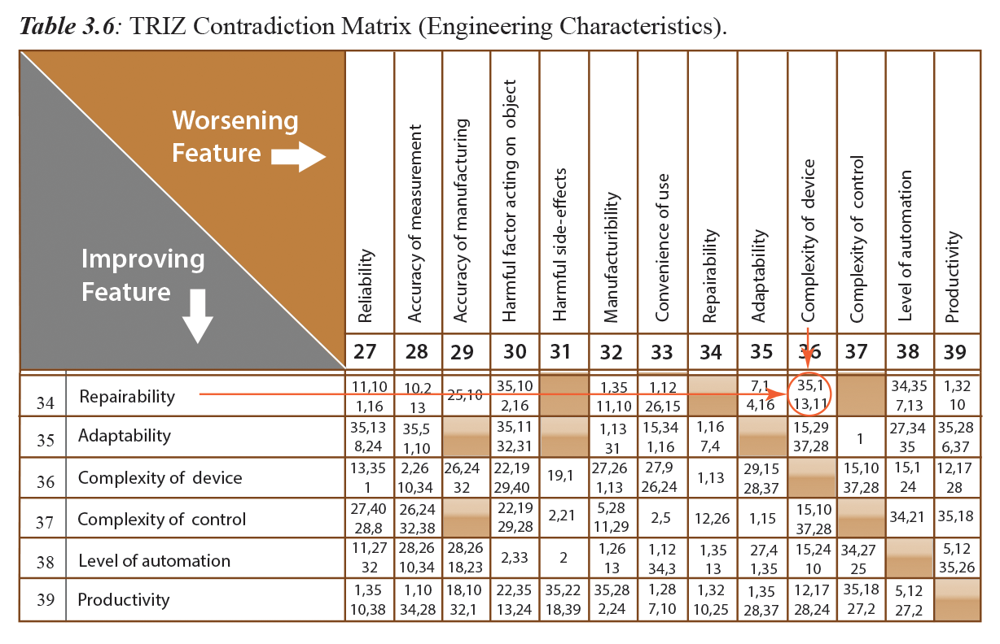 Table 3.6: TRIZ Contradiction Matrix (Engineering Characteristics).
Worsening
Feature
Improving
Feature
Reliability
Accuracy of measurement
Accuracy of manufacturing
Harmful factor acting on object
Harmful side-effects
Manufacturibility
Convenience of use
Repairability
Adaptability
Complexity of device
Complexity of control
Level of automation
Productivity
27 28 29 30 31 32 33 34 35 36 37 38 39
34 Repairability
11,10 10,2 25,10 35,10 1,35 1,12 7,1 35,1 34,35 1,32
1,16 13 2,16 11,10 26,15 4,16 13,11 7,13 10
35 Adaptability
35,13 35,5 35,11 1,13 15,34 1,16 15,29 1 27,34 35,28
8,24 1,10 32,31 31 1,16 7,4 37,28 35 6,37
36 Complexity of device
13,35 2,26 26,24 22,19 19,1 27,26 27,9 1,13 29,15 15,10 15,1 12,17
1 10,34 32 29,40 1,13 26,24 28,37 37,28 24 28
37 Complexity of control
27,40 26,24 22,19 2,21 5,28 2,5 12,26 1,15 15,10 34,21 35,18
28,8 32,38 29,28 11,29 37,28
38 Level of automation
11,27 28,26 28,26 2,33 2 1,26 1,12 1,35 27,4 15,24 34,27 5,12
32 10,34 18,23 13 34,3 13 1,35 10 25 35,26
39 Productivity
1,35 1,10 18,10 22,35 35,22 35,28 1,28 1,32 1,35 12,17 35,18 5,12
10,38 34,28 32,1 13,24 18,39 2,24 7,10 10,25 28,37 28,24 27,2 27,2